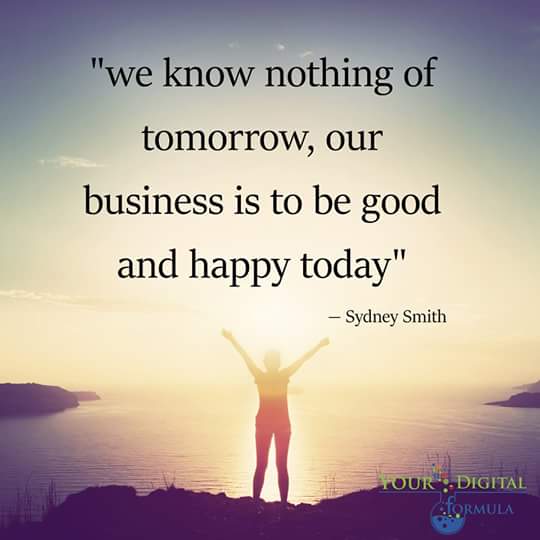 "we know nothing of
tomorrow, our
business is to be good
and happy today"
– Sydney Smith
YOUR DIGITAL
FORMULA